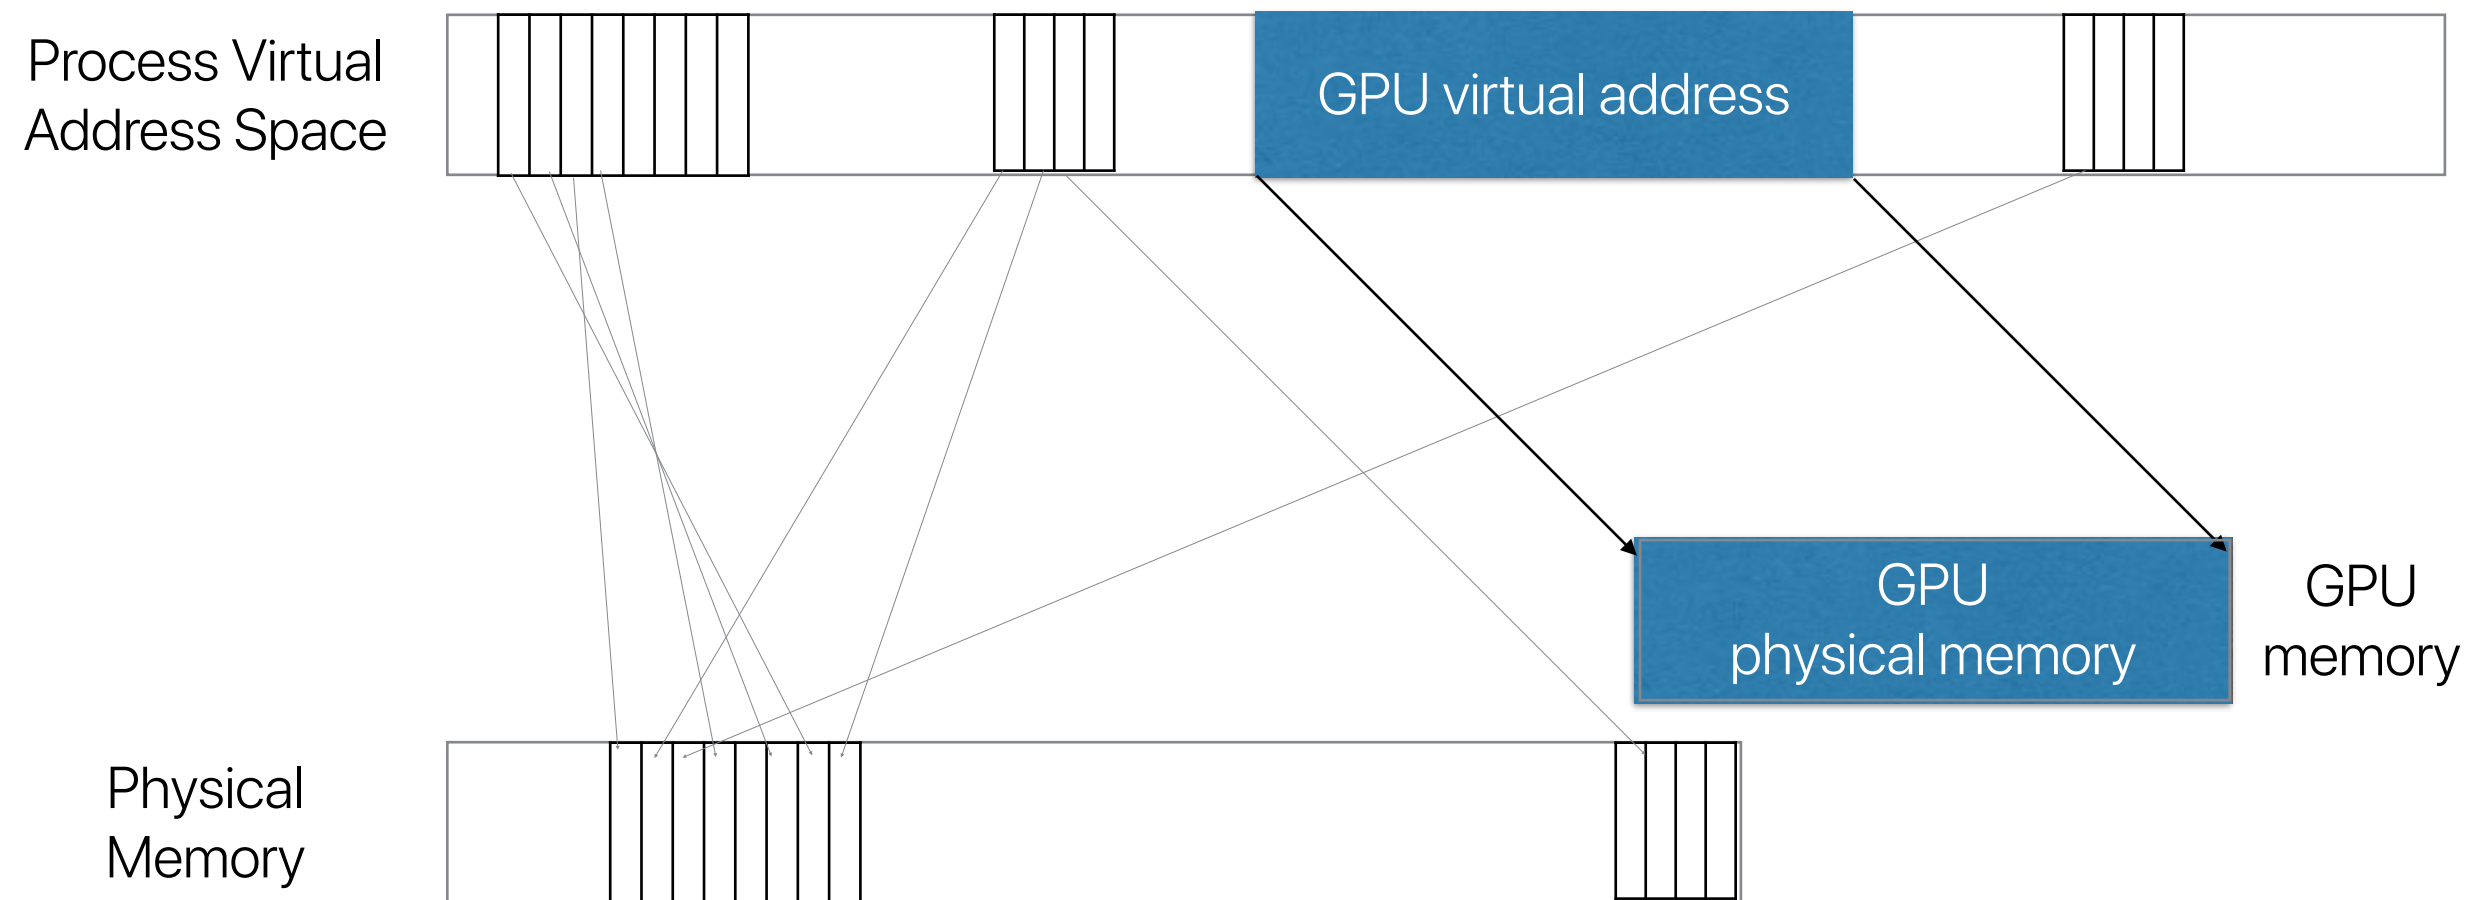 Process Virtual
Address Space
GPU virtual address
GPU
physical memory
GPU
memory
Physical
Memory